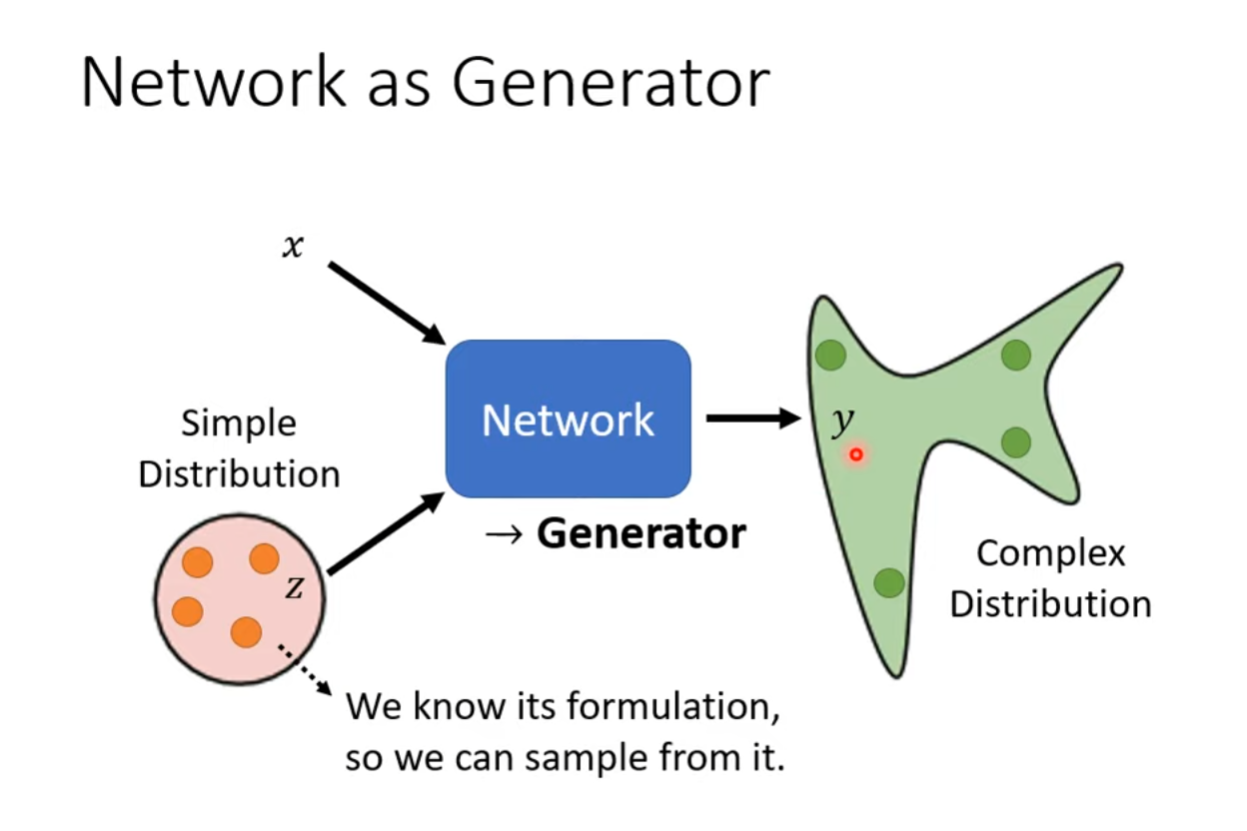 Network as Generator
x
Simple
Distribution
z
Network
→ Generator
y
Complex
Distribution
We know its formulation,
so we can sample from it.